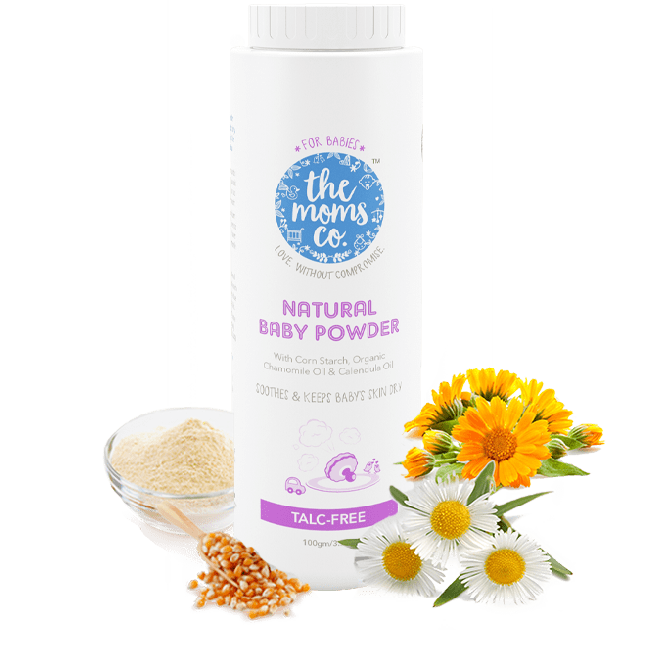 *FOR BABIES*
the
moms
co.
TM
LOVE. WITHOUT COMPROMISE.
NATURAL
BABY POWDER
With Corn Starch, Organic
Chamomile Oil & Calendula Oil
SOOTHES & KEEPS BABY'S SKIN DRY
TALC-FREE
100gm/3.